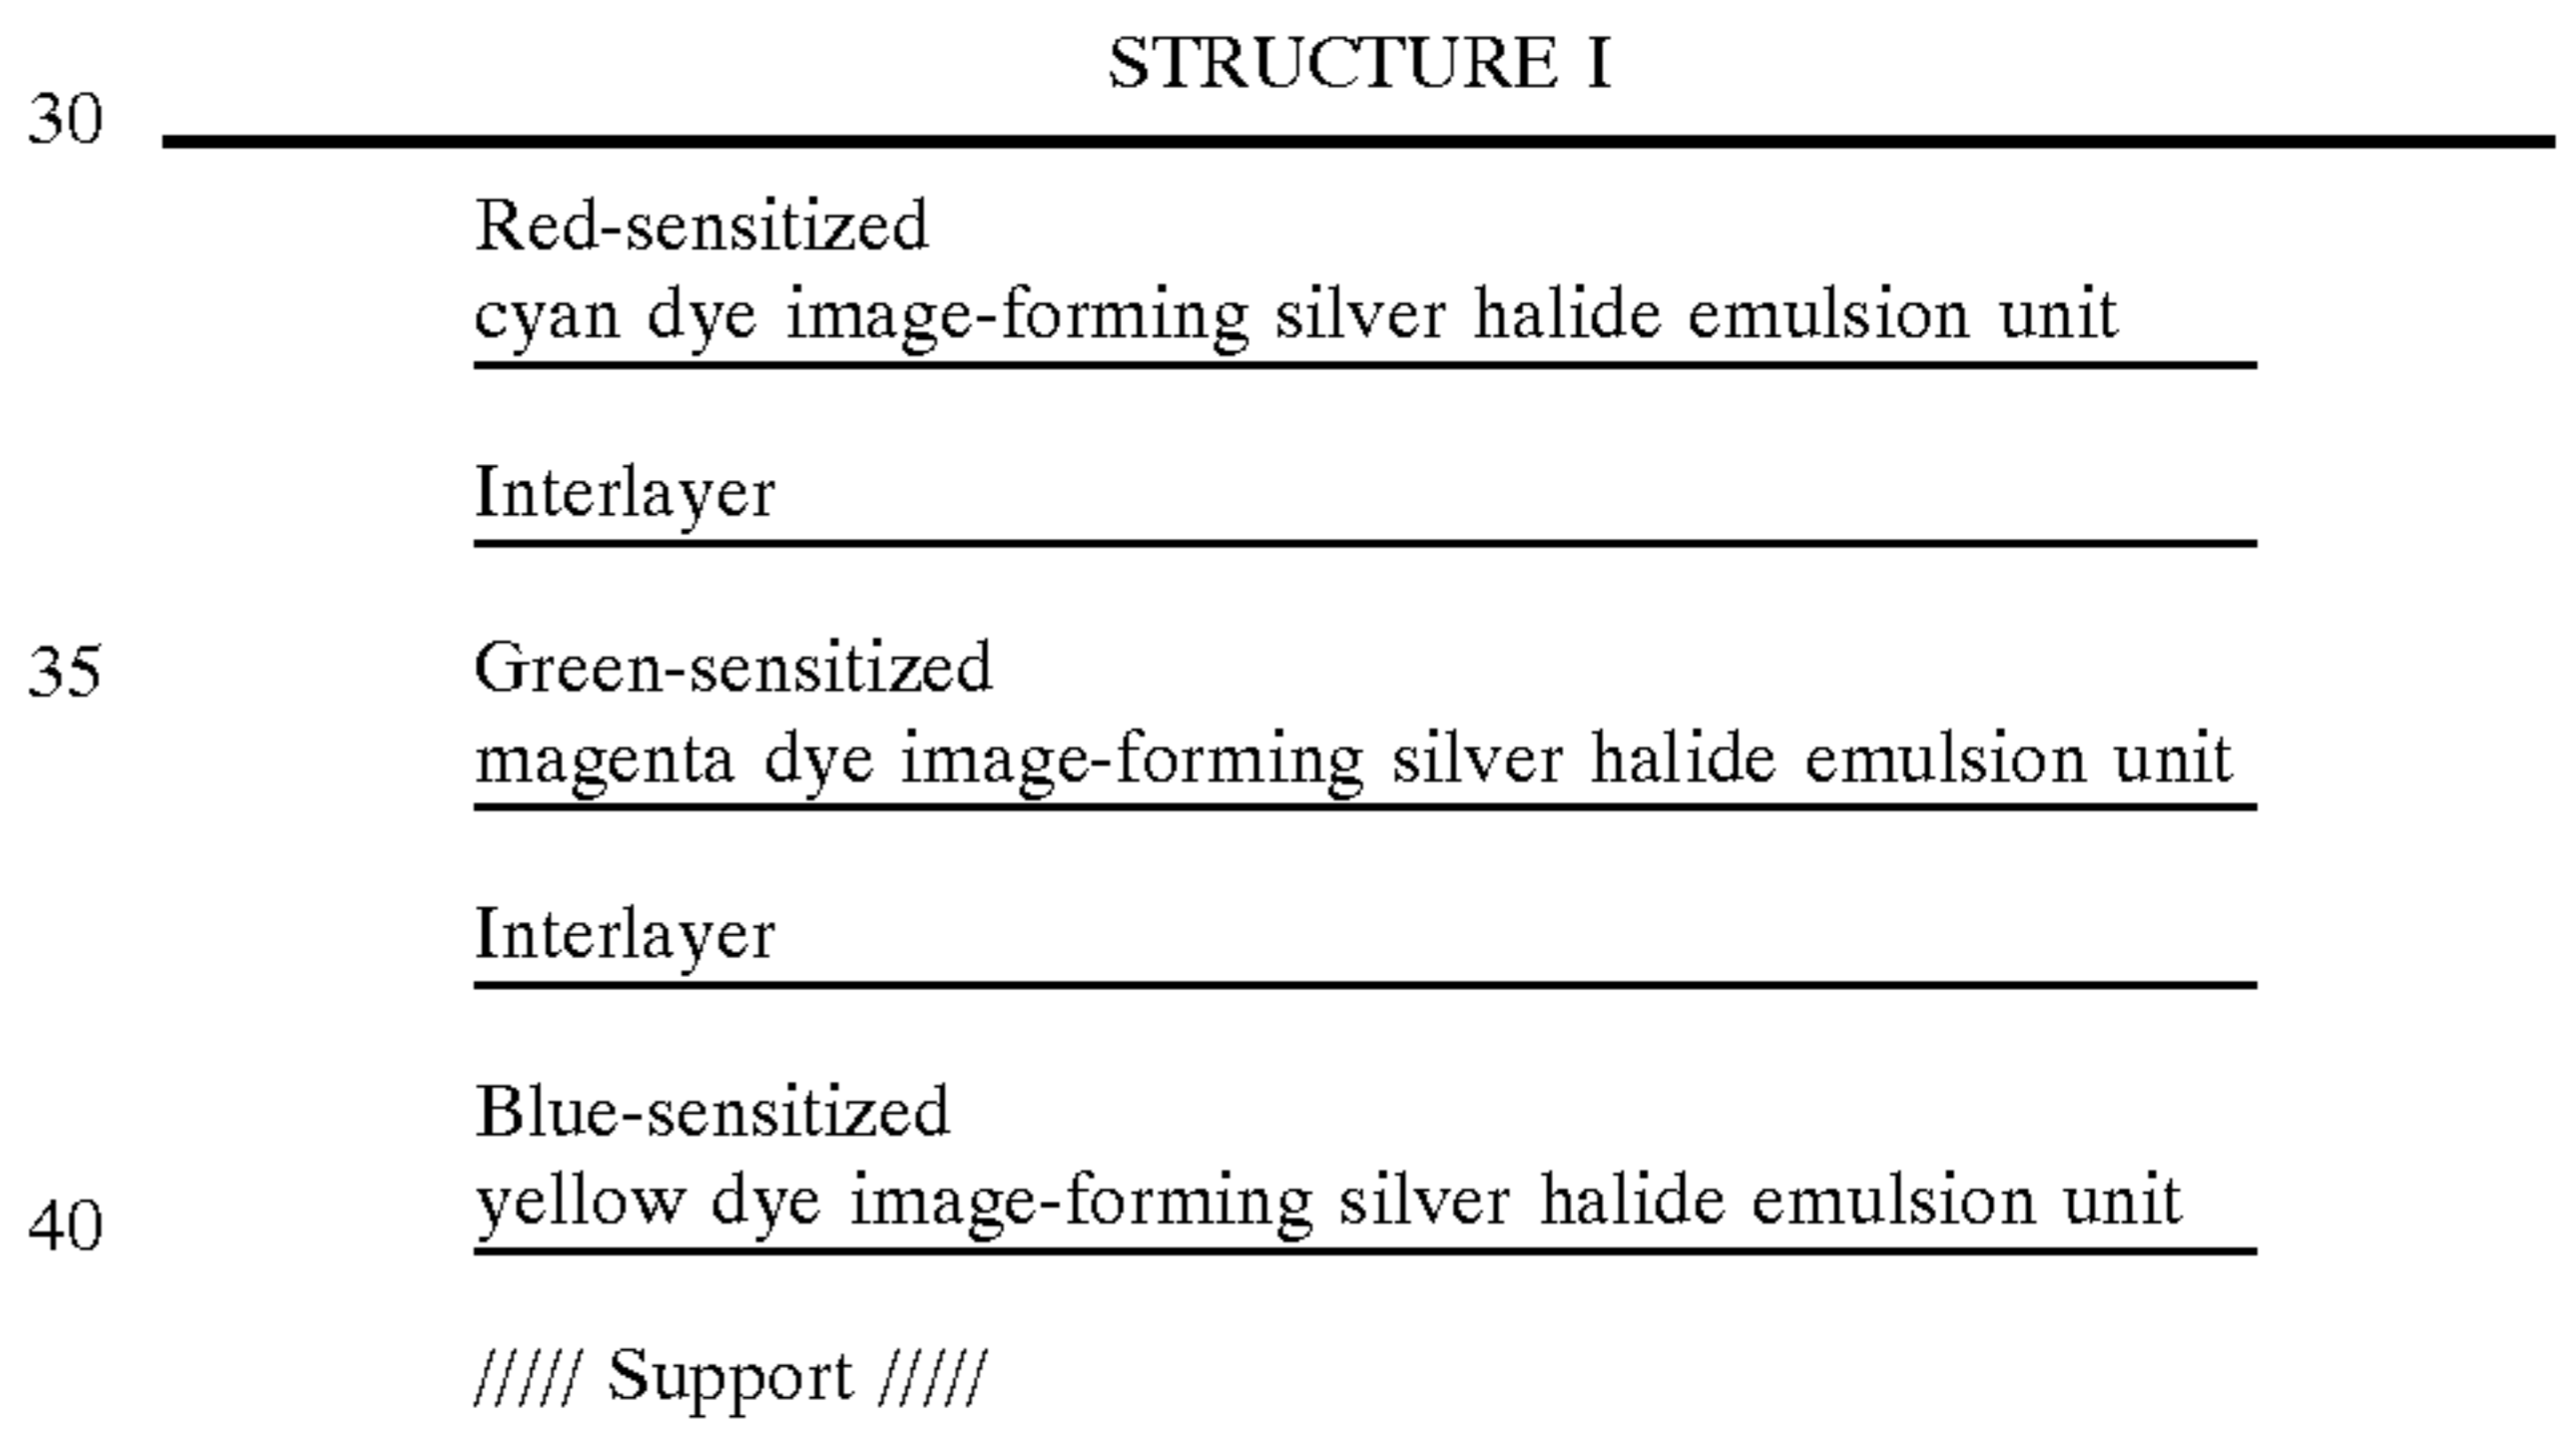 STRUCTURE I
30
Red-sensitized
cyan dye image-forming silver halide emulsion unit
Interlayer
35 Green-sensitized
magenta dye image-forming silver halide emulsion unit
Interlayer
Blue-sensitized
40 yellow dye image-forming silver halide emulsion unit
///// Support /////